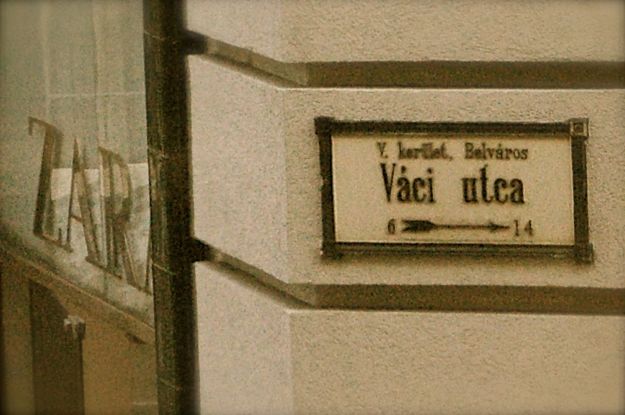 ZAR
V. kerület, Belváros
Váci utca
6 14